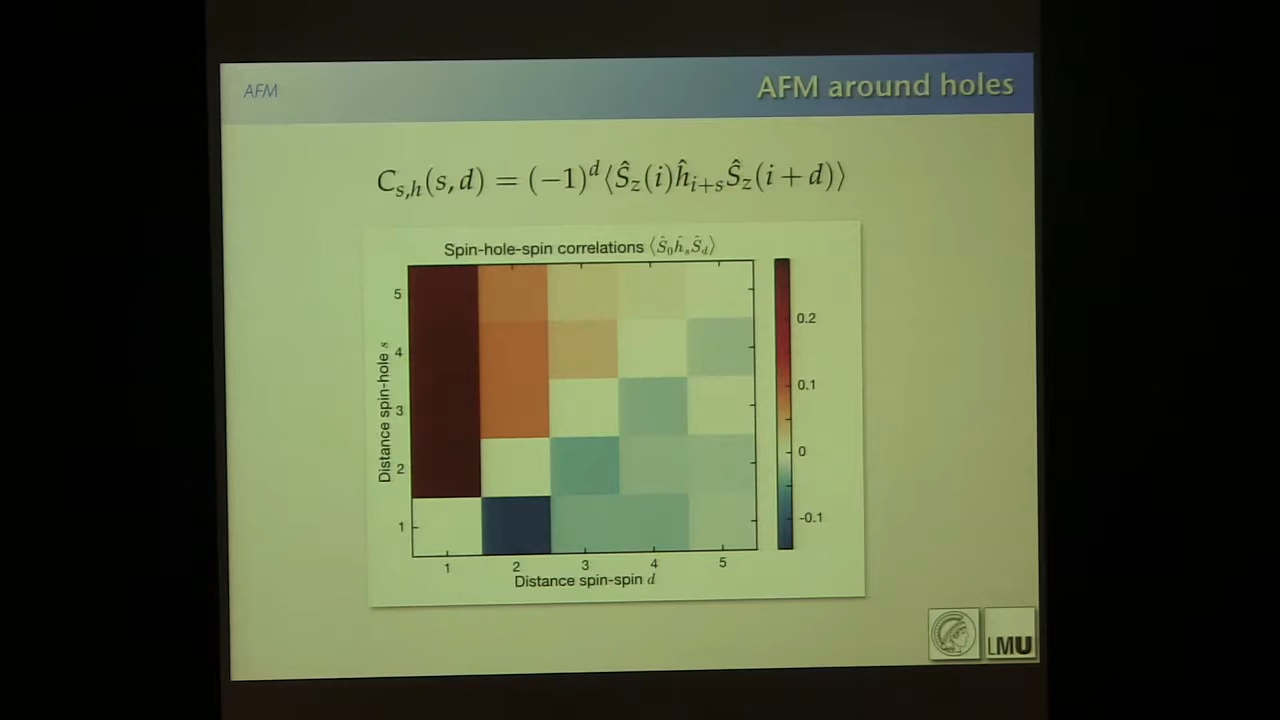 AFM
AFM around holes
C_{s,h}(s,d) = (−1)^d⟨Ŝ_z(i)ĥ_{i+s}Ŝ_z(i+d)⟩
Spin-hole-spin correlations ⟨Ŝ_0ĥ_sŜ_d⟩
Distance spin-hole s
5
4
3
2
1
1 2 3 4 5
Distance spin-spin d
0.2
0.1
0
-0.1
LMU